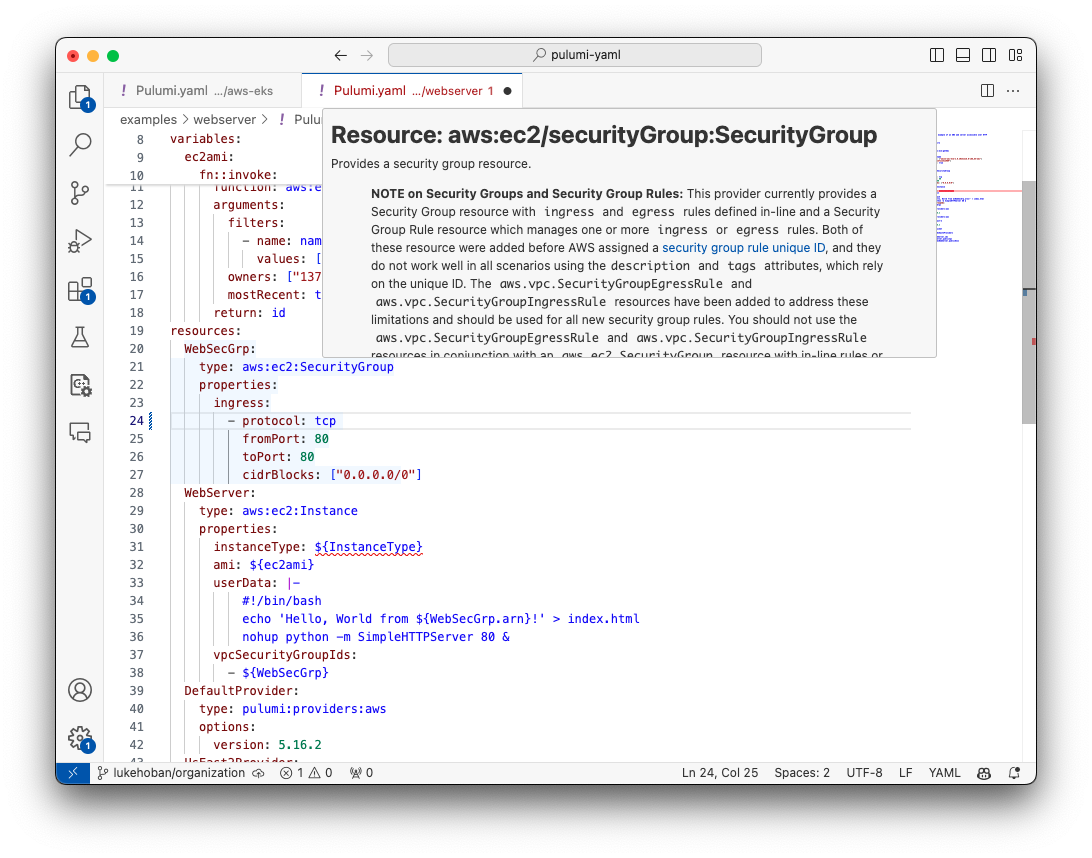 pulumi-yaml
Pulumi.yaml .../aws-eks
Pulumi.yaml .../webserver 1
examples > webserver > ! Pulu
8 variables:
9 ec2ami:
10 fn::invoke:
11 function: aws:e
12 arguments:
13 filters:
14 - name: nam
15 values: [
16 owners: ["137
17 mostRecent: t
18 return: id
19 resources:
20 WebSecGrp:
21 type: aws:ec2:SecurityGroup
22 properties:
23 ingress:
24 - protocol: tcp
25 fromPort: 80
26 toPort: 80
27 cidrBlocks: ["0.0.0.0/0"]
28 WebServer:
29 type: aws:ec2:Instance
30 properties:
31 instanceType: ${InstanceType}
32 ami: ${ec2ami}
33 userData: |-
34 #!/bin/bash
35 echo 'Hello, World from ${WebSecGrp.arn}!' > index.html
36 nohup python -m SimpleHTTPServer 80 &
37 vpcSecurityGroupIds:
38 - ${WebSecGrp}
39 DefaultProvider:
40 type: pulumi:providers:aws
41 options:
42 version: 5.16.2
43 UsEast2Provider:
Resource: aws:ec2/securityGroup:SecurityGroup
Provides a security group resource.
NOTE on Security Groups and Security Group Rules: This provider currently provides a
Security Group resource with ingress and egress rules defined in-line and a Security
Group Rule resource which manages one or more ingress or egress rules. Both of
these resource were added before AWS assigned a security group rule unique ID, and they
do not work well in all scenarios using the description and tags attributes, which rely
on the unique ID. The aws.vpc.SecurityGroupEgressRule and
aws.vpc.SecurityGroupIngressRule resources have been added to address these
limitations and should be used for all new security group rules. You should not use the
aws.vpc.SecurityGroupEgressRule and aws.vpc.SecurityGroupIngressRule
resources in conjunction with an aws.ec2.SecurityGroup resource with in-line rules or
1
1
1
lukehoban/organization 1 0 0
Ln 24, Col 25 Spaces: 2 UTF-8 LF YAML